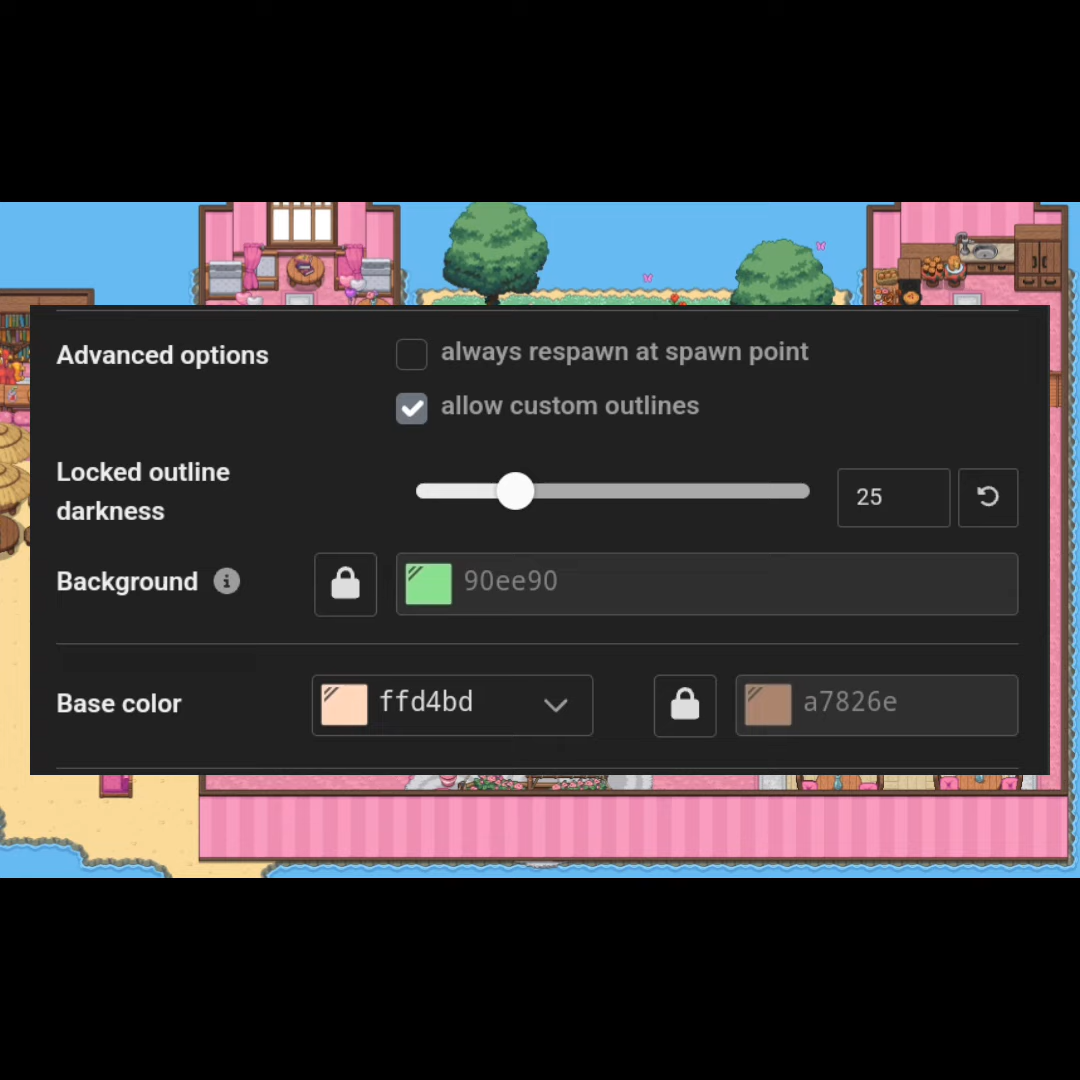 Advanced options
always respawn at spawn point
allow custom outlines
Locked outline
darkness
25
Background
90ee90
Base color
ffd4bd
a7826e